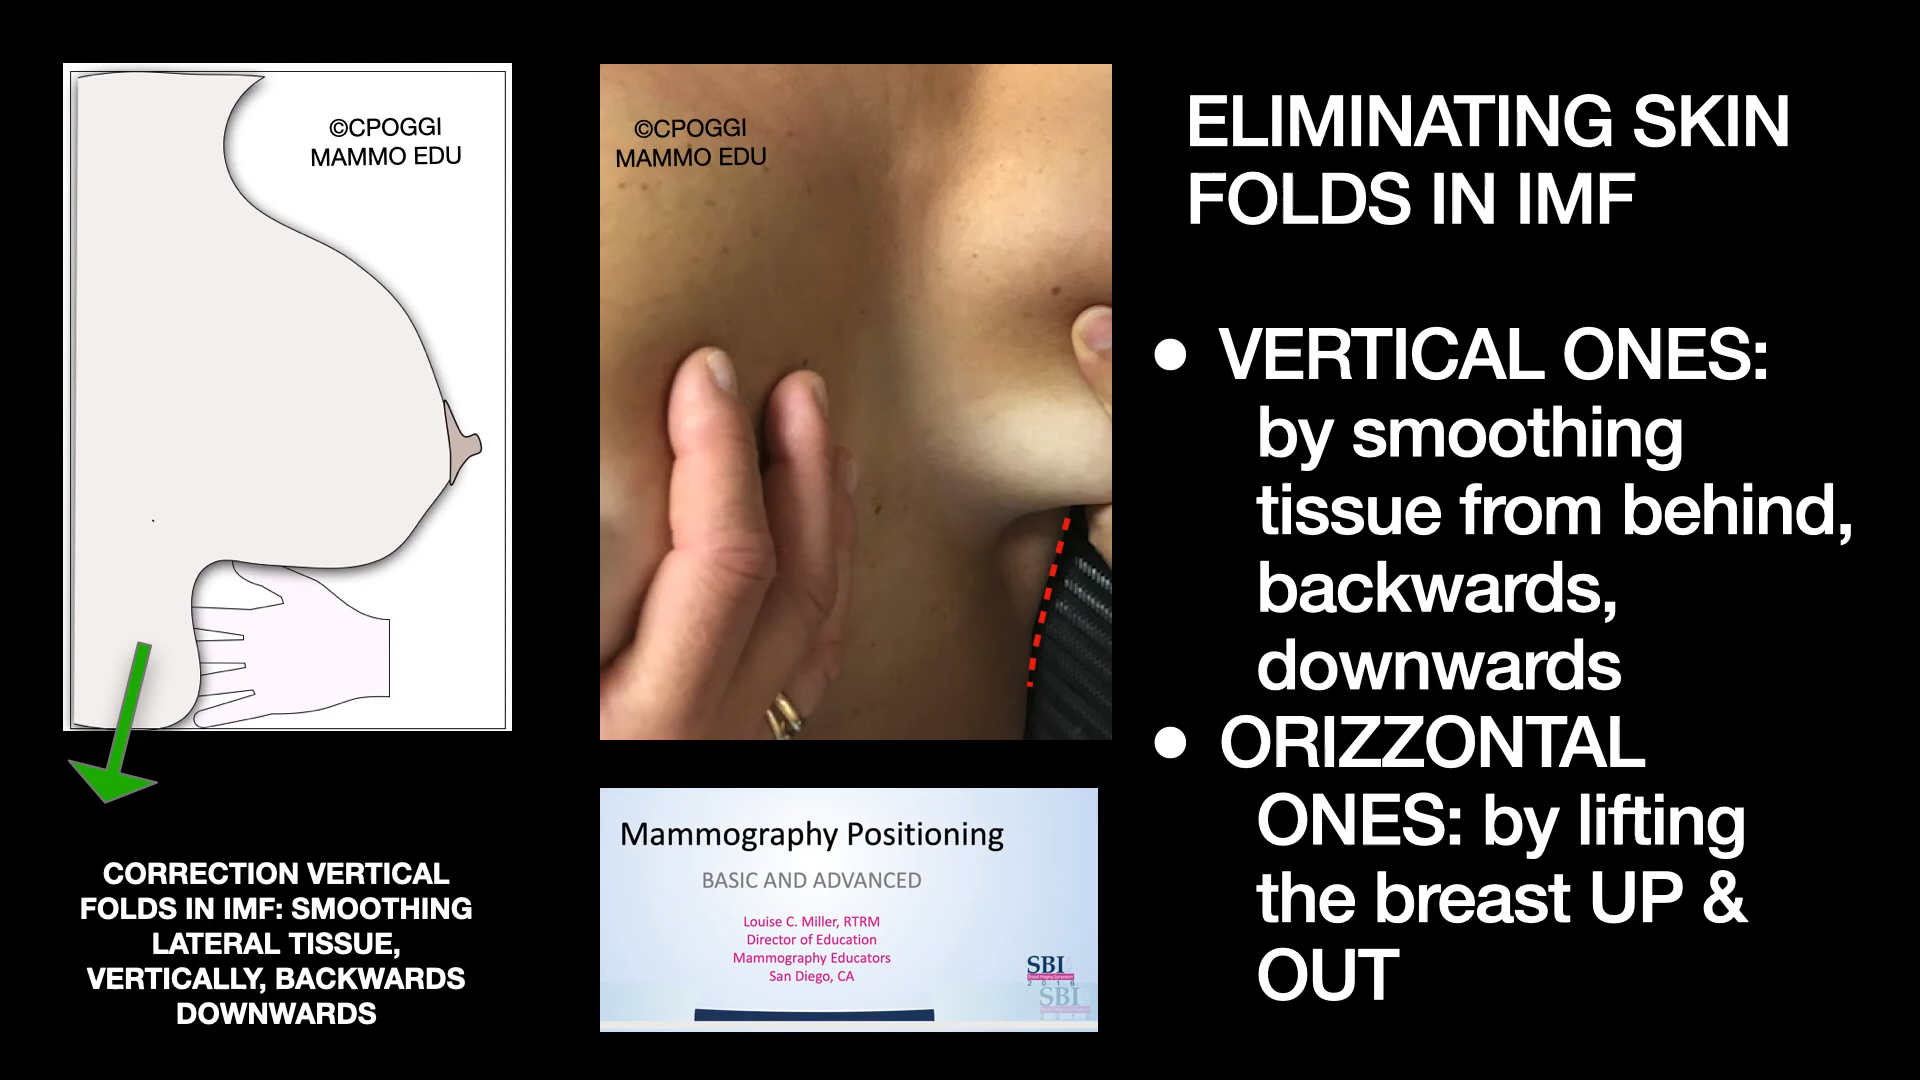 ©CPOGGI
MAMMO EDU
CORRECTION VERTICAL
FOLDS IN IMF: SMOOTHING
LATERAL TISSUE,
VERTICALLY, BACKWARDS
DOWNWARDS
©CPOGGI
MAMMO EDU
Mammography Positioning
BASIC AND ADVANCED
Louise C. Miller, RTRM
Director of Education
Mammography Educators
San Diego, CA
SBI
2016
SBI
ELIMINATING SKIN
FOLDS IN IMF
• VERTICAL ONES:
by smoothing
tissue from behind,
backwards,
downwards
• ORIZZONTAL
ONES: by lifting
the breast UP &
OUT